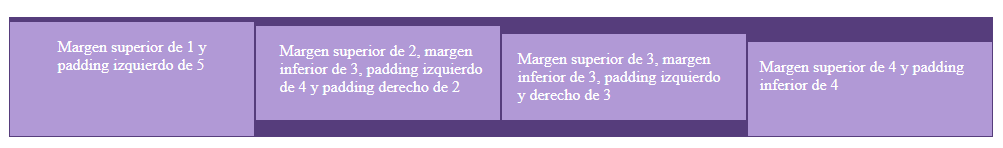 Margen superior de 1 y
padding izquierdo de 5
Margen superior de 2, margen
inferior de 3, padding izquierdo
de 4 y padding derecho de 2
Margen superior de 3, margen
inferior de 3, padding izquierdo
y derecho de 3
Margen superior de 4 y padding
inferior de 4